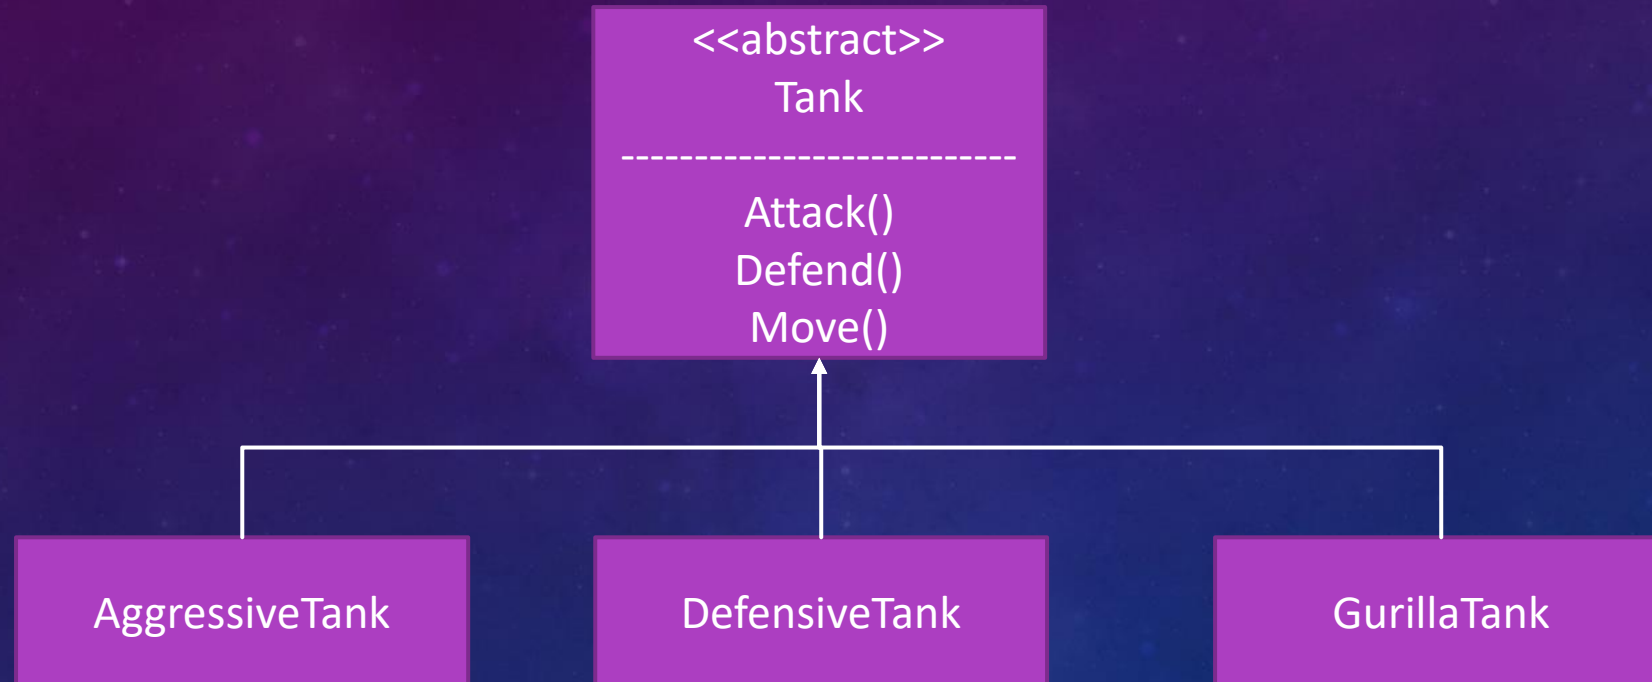 <<abstract>>
Tank
---------------------------
Attack()
Defend()
Move()
AggressiveTank
DefensiveTank
GurillaTank